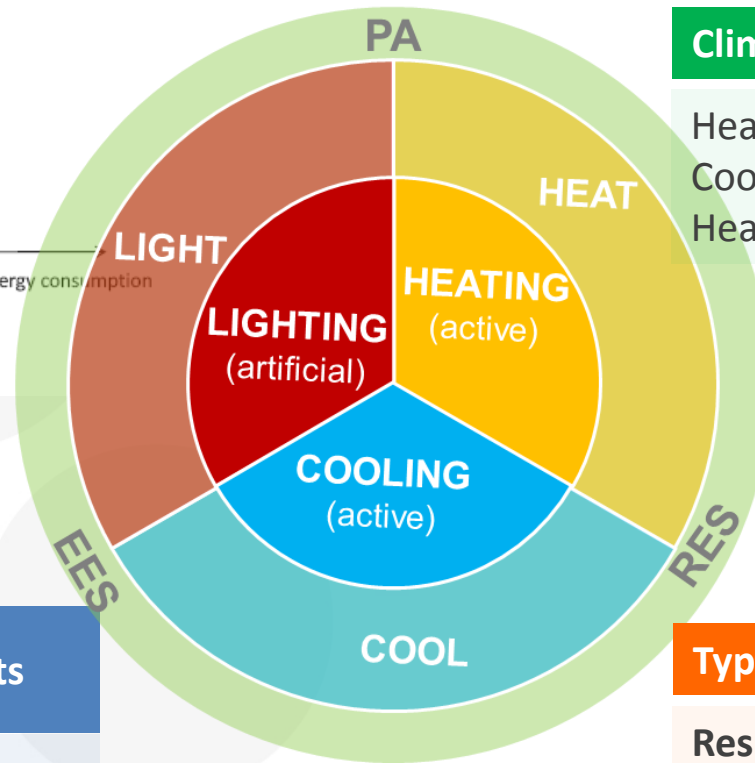 PA
Clin
Hea
Coo
Hea
HEAT
LIGHT
ergy consumption
HEATING
(active)
LIGHTING
(artificial)
COOLING
(active)
EES
RES
COOL
ts
Typ
Res